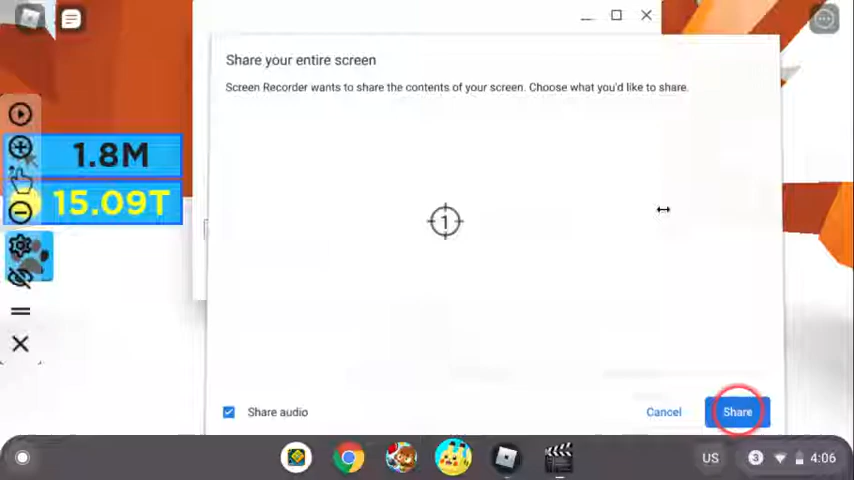 Share your entire screen
Screen Recorder wants to share the contents of your screen. Choose what you'd like to share.
1.8M
15.09T
1
Share audio
Cancel
Share
US
3
4:06